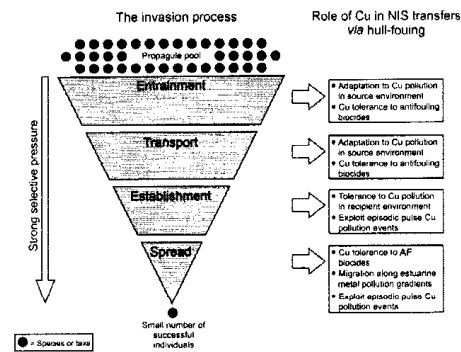 The invasion process
Role of Cu in NIS transfers
via hull-fouing
Propagule pool
Entrainment
• Adaptation to Cu pollution
in source environment
• Cu tolerance to antifouling
biocides
Transport
• Adaptation to Cu pollution
in source environment
• Cu tolerance to antifouling
biocides
Establishment
• Tolerance to Cu pollution
in recipient environment
• Exploit episodic pulse Cu
pollution events
Spread
• Cu tolerance to AF
biocides
• Migration along estuarine
metal pollution gradients
• Exploit episodic pulse Cu
pollution events
Strong selective pressure
Small number of
successful
individuals
= Species or taxa